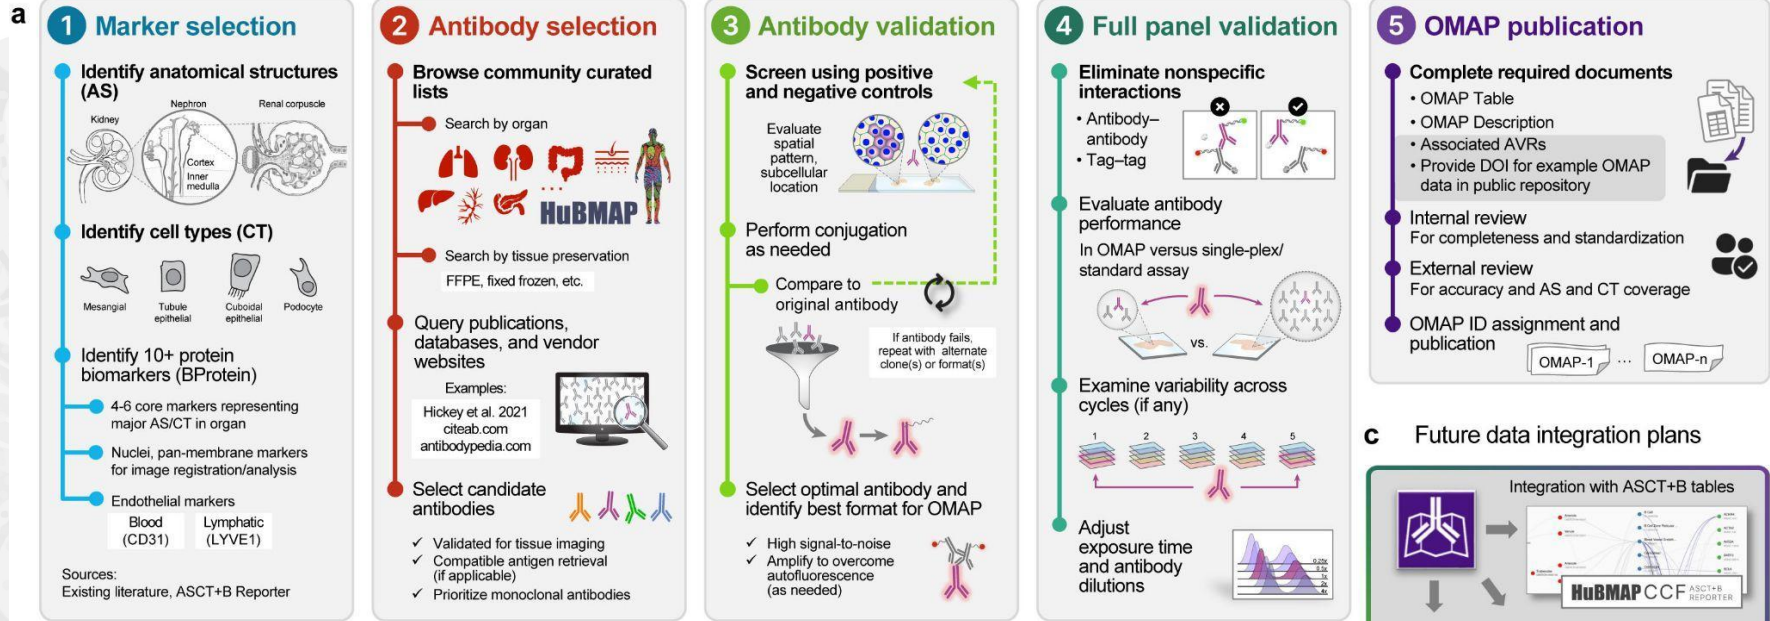 a
1 Marker selection
Identify anatomical structures
(AS)
Nephron
Renal corpuscle
Kidney
Cortex
Inner
medulla
Identify cell types (CT)
Mesangial
Tubule
epithelial
Cuboidal
epithelial
Podocyte
Identify 10+ protein
biomarkers (BProtein)
4-6 core markers representing
major AS/CT in organ
Nuclei, pan-membrane markers
for image registration/analysis
Endothelial markers
Blood
(CD31)
Lymphatic
(LYVE1)
Sources:
Existing literature, ASCT+B Reporter
2 Antibody selection
Browse community curated
lists
Search by organ
HuBMAP
Search by tissue preservation
FFPE, fixed frozen, etc.
Query publications,
databases, and vendor
websites
Examples:
Hickey et al. 2021
citeab.com
antibodypedia.com
Select candidate
antibodies
✓ Validated for tissue imaging
✓ Compatible antigen retrieval
(if applicable)
✓ Prioritize monoclonal antibodies
3 Antibody validation
Screen using positive
and negative controls
Evaluate
spatial
pattern,
subcellular
location
Perform conjugation
as needed
Compare to
original antibody
If antibody fails,
repeat with alternate
clone(s) or format(s)
Select optimal antibody and
identify best format for OMAP
✓ High signal-to-noise
✓ Amplify to overcome
autofluorescence
(as needed)
4 Full panel validation
Eliminate nonspecific
interactions
• Antibody–
antibody
• Tag–tag
Evaluate antibody
performance
In OMAP versus single-plex/
standard assay
vs.
Examine variability across
cycles (if any)
1 2 3 4 5
Adjust
exposure time
and antibody
dilutions
0.25x
0.5x
1x
2x
4x
5 OMAP publication
Complete required documents
• OMAP Table
• OMAP Description
• Associated AVRs
• Provide DOI for example OMAP
data in public repository
Internal review
For completeness and standardization
External review
For accuracy and AS and CT coverage
OMAP ID assignment and
publication
OMAP-1 ... OMAP-n
c Future data integration plans
Integration with ASCT+B tables
HuBMAP CCF ASCT+B
REPORTER